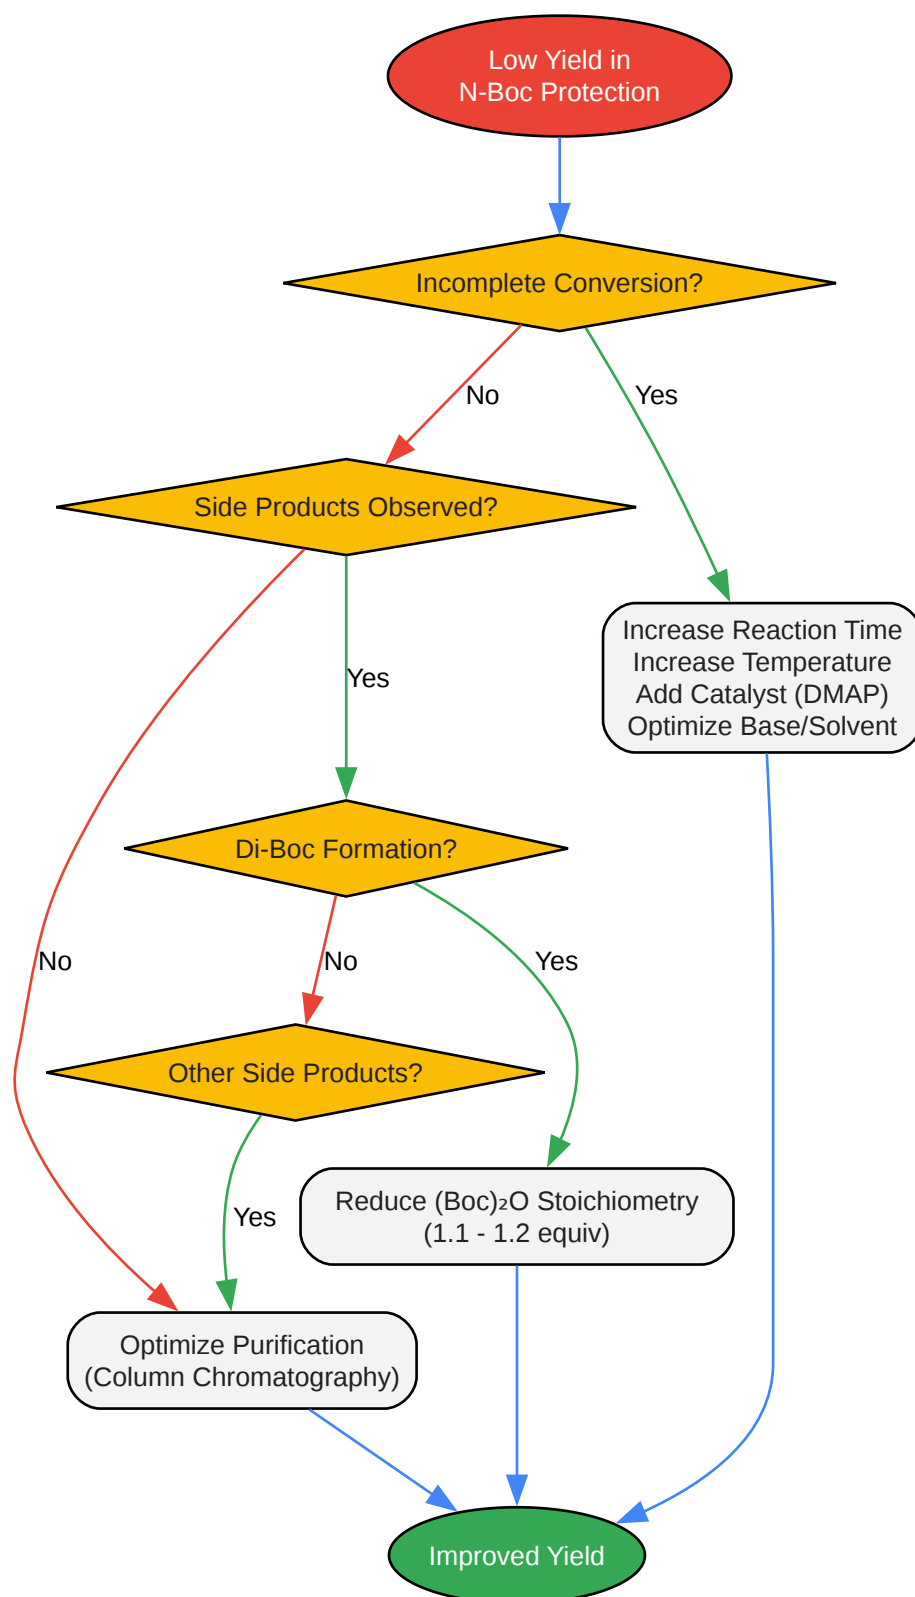 Low Yield in
N-Boc Protection
Incomplete Conversion?
No
Yes
Side Products Observed?
Increase Reaction Time
Increase Temperature
Add Catalyst (DMAP)
Optimize Base/Solvent
Yes
Di-Boc Formation?
No
No
Yes
Other Side Products?
Yes
Reduce (Boc)₂O Stoichiometry
(1.1 - 1.2 equiv)
Optimize Purification
(Column Chromatography)
Improved Yield